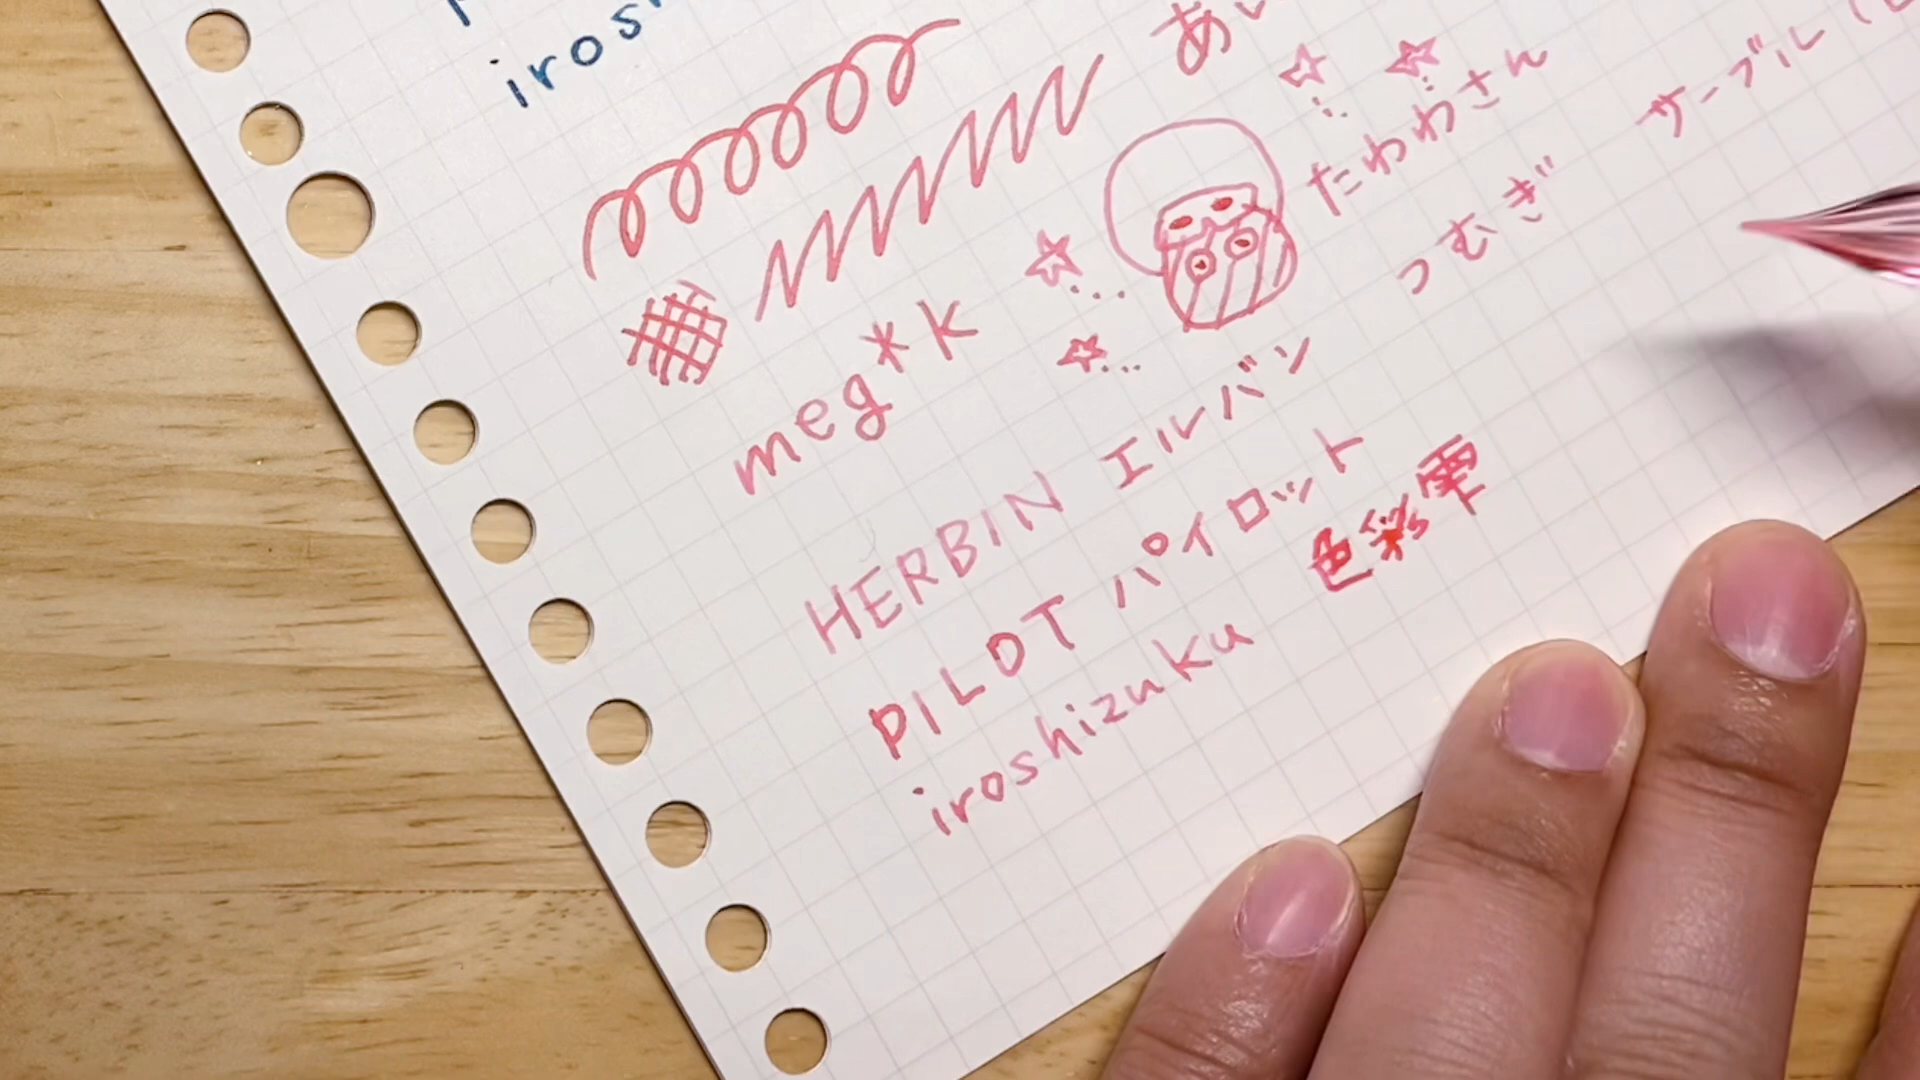 あい
たわわさん
サーブル
つむぎ
meg*k
HERBIN エルバン
PILOT パイロット
iroshizuku 色彩雫